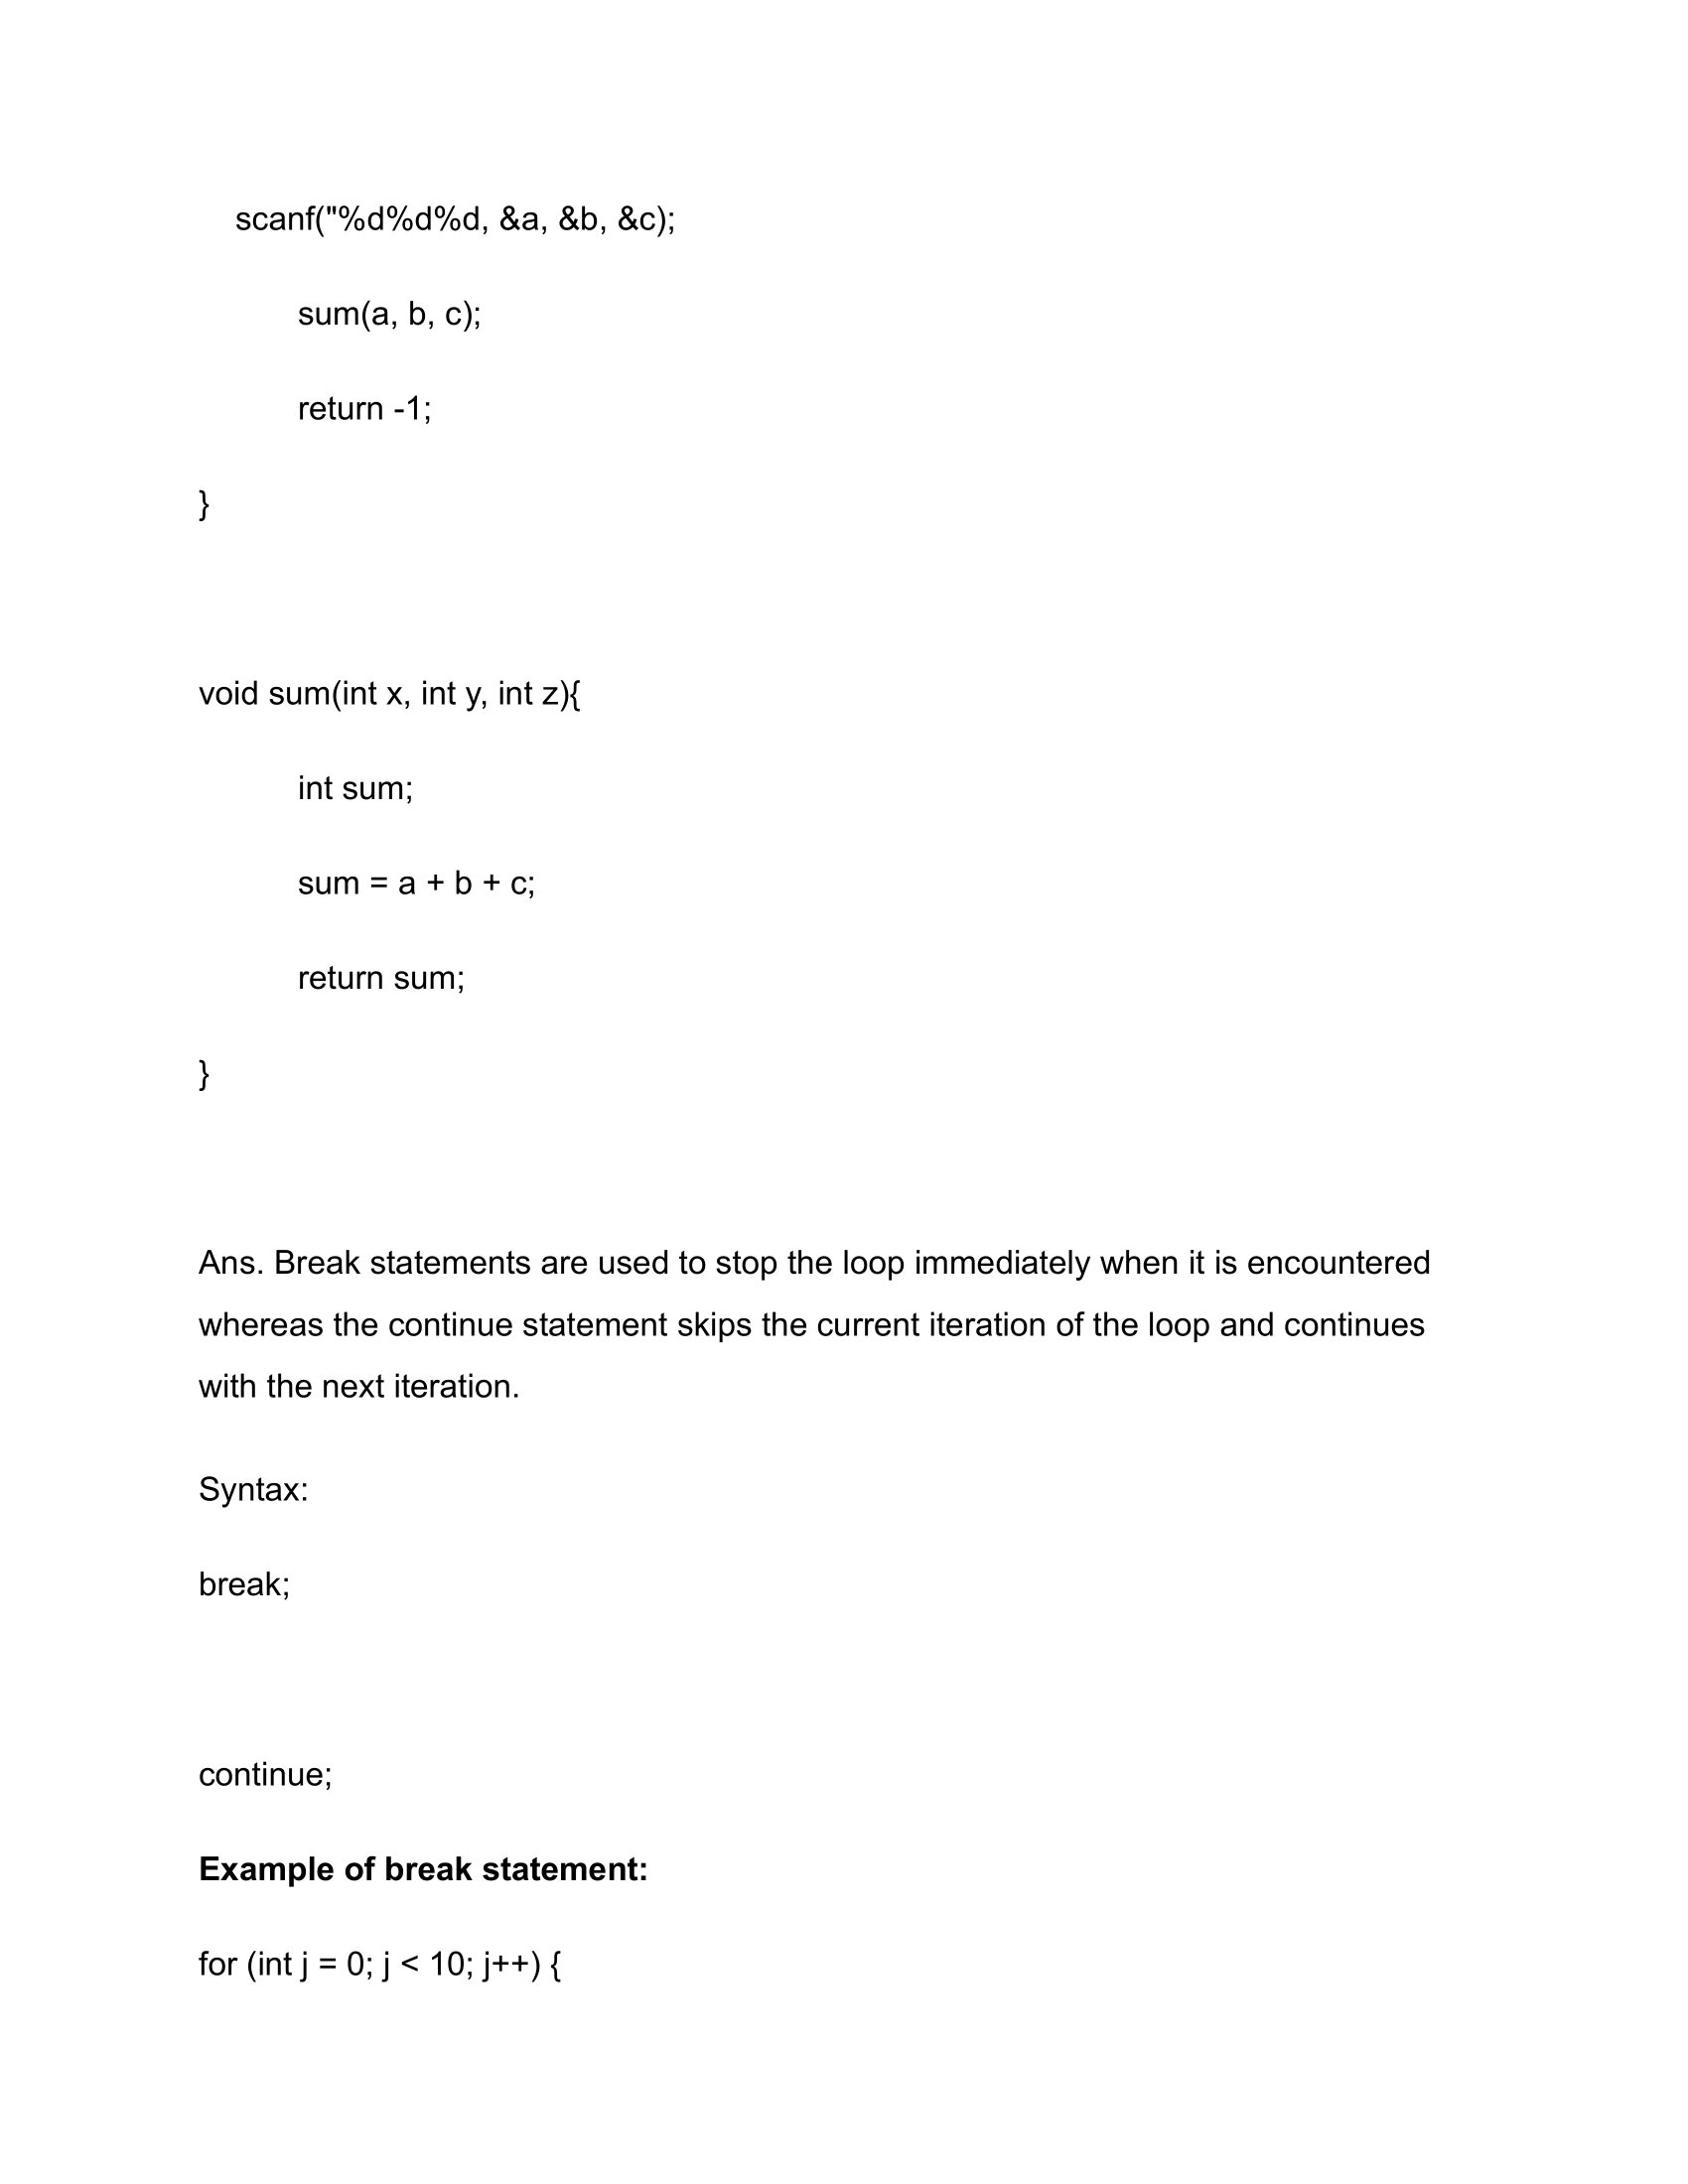 scanf("%d%d%d, &a, &b, &c);
sum(a, b, c);
return -1;
}
void sum(int x, int y, int z){
int sum;
sum = a + b + c;
return sum;
}
Ans. Break statements are used to stop the loop immediately when it is encountered
whereas the continue statement skips the current iteration of the loop and continues
with the next iteration.
Syntax:
break;
continue;
Example of break statement:
for (int j = 0; j < 10; j++) {